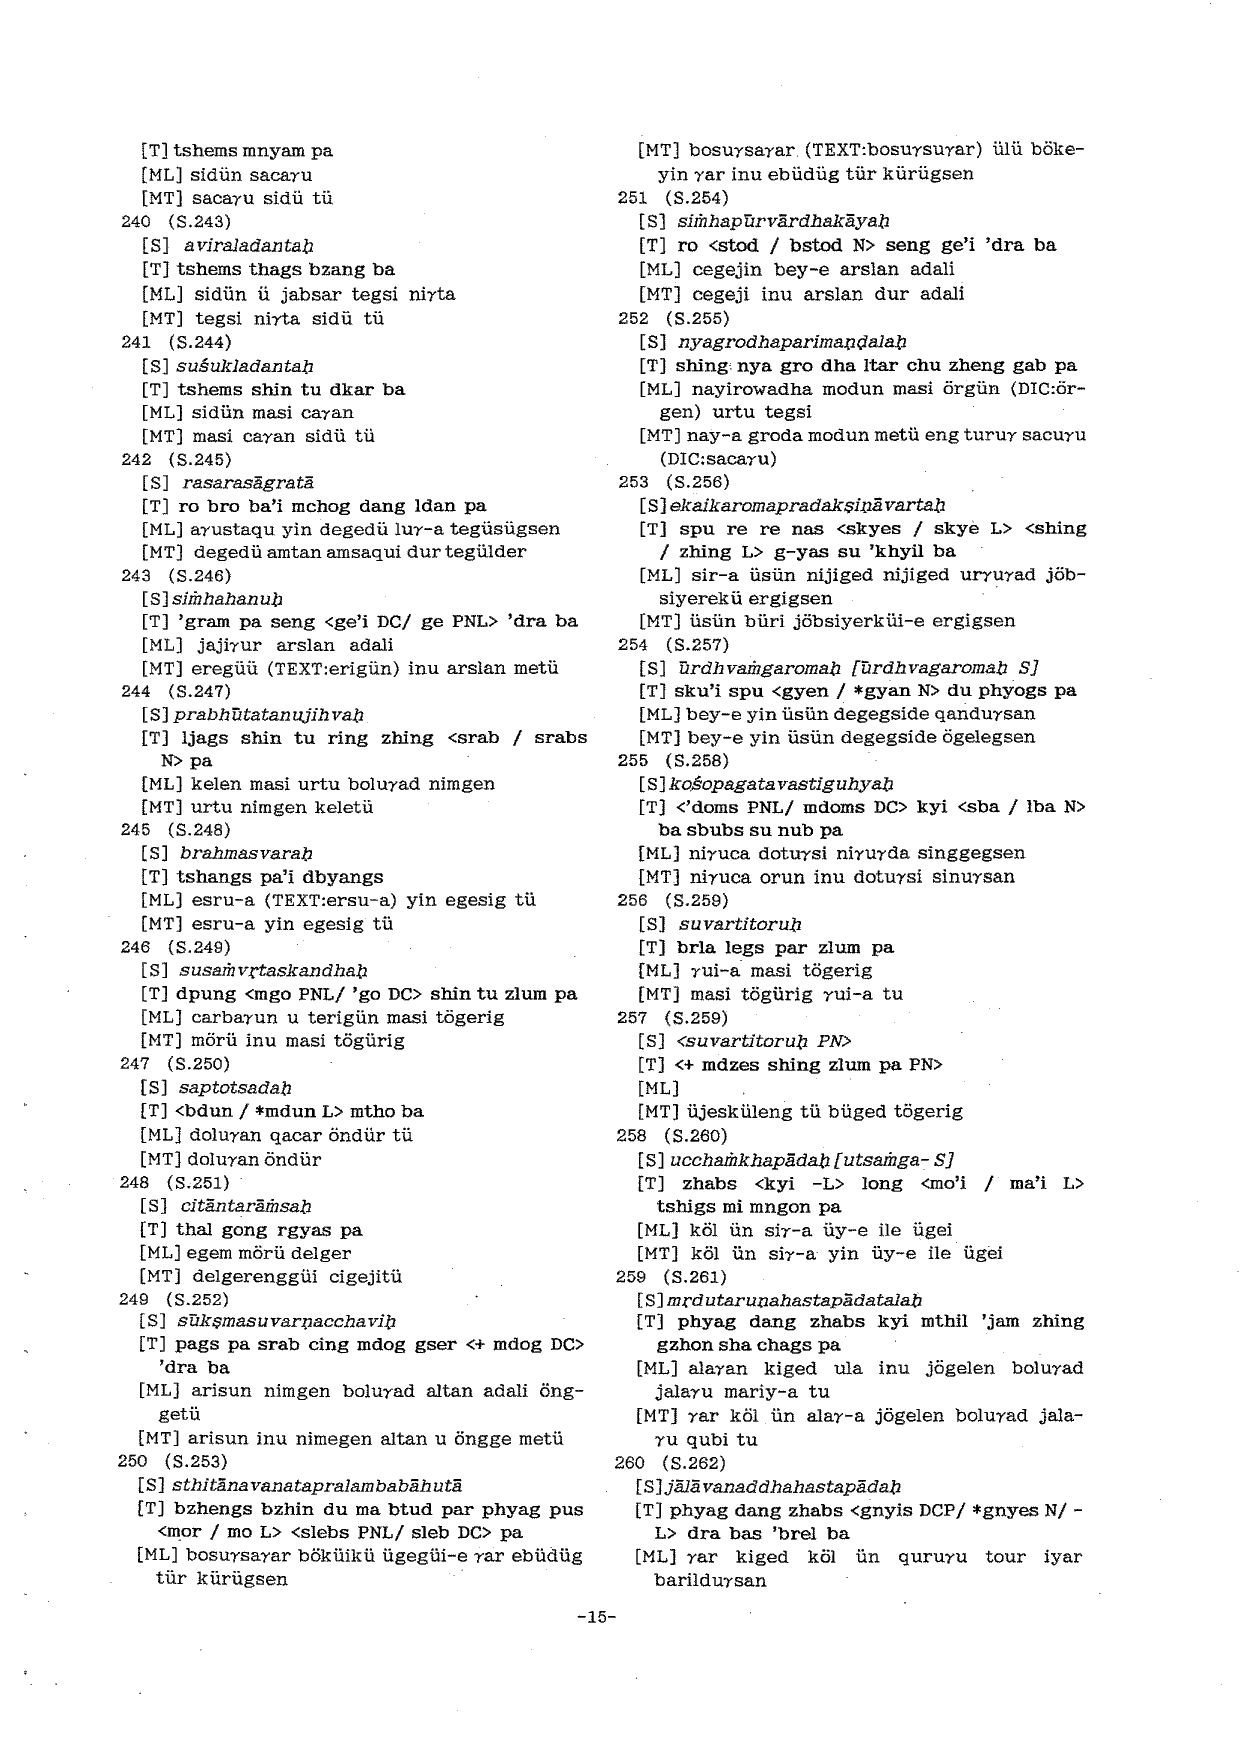 [T] tshems mnyam pa
[ML] sidün sacaγu
[MT] sacaγu sidü tü
240 (S.243)
[S] aviraladantaḥ
[T] tshems thags bzang ba
[ML] sidün ü jabsar tegsi niγta
[MT] tegsi niγta sidü tü
241 (S.244)
[S] suśukladantaḥ
[T] tshems shin tu dkar ba
[ML] sidün masi caγan
[MT] masi caγan sidü tü
242 (S.245)
[S] rasarasāgratā
[T] ro bro ba'i mchog dang ldan pa
[ML] aγustaqu yin degedü luγ-a tegüsügsen
[MT] degedü amtan amsaqui dur tegülder
243 (S.246)
[S] siṁhahanuḥ
[T] 'gram pa seng <ge'i DC/ ge PNL> 'dra ba
[ML] jajiγur arslan adali
[MT] eregüü (TEXT:erigün) inu arslan metü
244 (S.247)
[S] prabhūtatanujihvaḥ
[T] ljags shin tu ring zhing <srab / srabs
N> pa
[ML] kelen masi urtu boluγad nimgen
[MT] urtu nimgen keletü
245 (S.248)
[S] brahmasvaraḥ
[T] tshangs pa'i dbyangs
[ML] esru-a (TEXT:ersu-a) yin egesig tü
[MT] esru-a yin egesig tü
246 (S.249)
[S] susaṁvṛtaskandhaḥ
[T] dpung <mgo PNL/ 'go DC> shin tu zlum pa
[ML] carbaγun u terigün masi tögerig
[MT] mörü inu masi tögürig
247 (S.250)
[S] saptotsadaḥ
[T] <bdun / *mdun L> mtho ba
[ML] doluγan qacar öndür tü
[MT] doluγan öndür
248 (S.251)
[S] citāntarāṁsaḥ
[T] thal gong rgyas pa
[ML] egem mörü delger
[MT] delgerenggüi cigejitü
249 (S.252)
[S] sūkṣmasuvarṇacchaviḥ
[T] pags pa srab cing mdog gser <+ mdog DC>
'dra ba
[ML] arisun nimgen boluγad altan adali öng-
getü
[MT] arisun inu nimegen altan u öngge metü
250 (S.253)
[S] sthitānavanatapralambabāhutā
[T] bzhengs bzhin du ma btud par phyag pus
<mor / mo L> <slebs PNL/ sleb DC> pa
[ML] bosuγsaγar böküikü ügegüi-e γar ebüdüg
tür kürügsen
[MT] bosuγsaγar (TEXT:bosuγsuγar) ülü böke-
yin γar inu ebüdüg tür kürügsen
251 (S.254)
[S] siṁhapūrvārdhakāyaḥ
[T] ro <stod / bstod N> seng ge'i 'dra ba
[ML] cegejin bey-e arslan adali
[MT] cegeji inu arslan dur adali
252 (S.255)
[S] nyagrodhaparimaṇḍalaḥ
[T] shing nya gro dha ltar chu zheng gab pa
[ML] nayirowadha modun masi örgün (DIC:ör-
gen) urtu tegsi
[MT] nay-a groda modun metü eng turuγ sacuγu
(DIC:sacaγu)
253 (S.256)
[S] ekaikaromapradakṣiṇāvartaḥ
[T] spu re re nas <skyes / skye L> <shing
/ zhing L> g-yas su 'khyil ba
[ML] sir-a üsün nijiged nijiged urγuγad jöb-
siyerekü ergigsen
[MT] üsün büri jöbsiyerküi-e ergigsen
254 (S.257)
[S] ūrdhvaṁgaromaḥ [ūrdhvagaromaḥ S]
[T] sku'i spu <gyen / *gyan N> du phyogs pa
[ML] bey-e yin üsün degegside qanduγsan
[MT] bey-e yin üsün degegside ögelegsen
255 (S.258)
[S] kośopagatavastiguhyaḥ
[T] <'doms PNL/ mdoms DC> kyi <sba / lba N>
ba sbubs su nub pa
[ML] niγuca dotuγsi niγuγda singgegsen
[MT] niγuca orun inu dotuγsi sinuγsan
256 (S.259)
[S] suvartitoruḥ
[T] brla legs par zlum pa
[ML] γui-a masi tögerig
[MT] masi tögürig γui-a tu
257 (S.259)
[S] <suvartitoruḥ PN>
[T] <+ mdzes shing zlum pa PN>
[ML]
[MT] üjesküleng tü büged tögerig
258 (S.260)
[S] ucchaṁkhapādaḥ [utsaṁga- S]
[T] zhabs <kyi -L> long <mo'i / ma'i L>
tshigs mi mngon pa
[ML] köl ün siγ-a üy-e ile ügei
[MT] köl ün siγ-a yin üy-e ile ügei
259 (S.261)
[S] mṛdutaruṇahastapādatalaḥ
[T] phyag dang zhabs kyi mthil 'jam zhing
gzhon sha chags pa
[ML] alaγan kiged ula inu jögelen boluγad
jalaγu mariy-a tu
[MT] γar köl ün alaγ-a jögelen boluγad jala-
γu qubi tu
260 (S.262)
[S] jālāvanaddhahastapādaḥ
[T] phyag dang zhabs <gnyis DCP/ *gnyes N/ -
L> dra bas 'brel ba
[ML] γar kiged köl ün quruγu tour iyar
barilduγsan
-15-